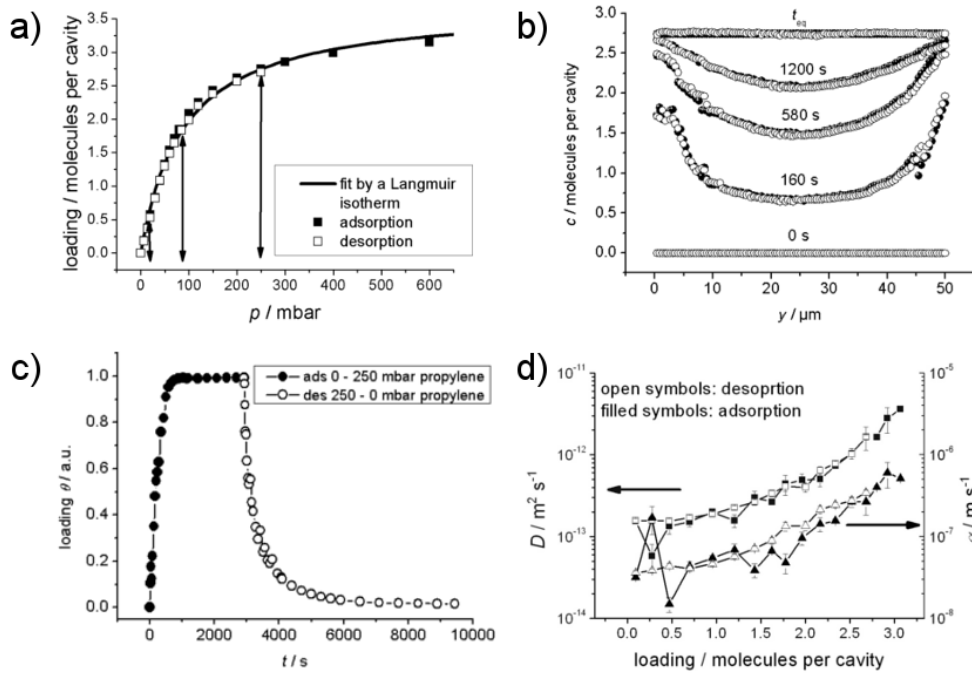 a)
loading / molecules per cavity
4.0
3.5
3.0
2.5
2.0
1.5
1.0
0.5
0.0
fit by a Langmuir
isotherm
adsorption
desorption
0 100 200 300 400 500 600
p / mbar
b)
c / molecules per cavity
3.0
2.5
2.0
1.5
1.0
0.5
0.0
teq
1200 s
580 s
160 s
0 s
0 10 20 30 40 50
y / µm
c)
loading θ / a.u.
1.0
0.8
0.6
0.4
0.2
0.0
ads 0 - 250 mbar propylene
des 250 - 0 mbar propylene
0 2000 4000 6000 8000 10000
t / s
d)
D / m² s⁻¹
10⁻¹¹
10⁻¹²
10⁻¹³
10⁻¹⁴
open symbols: desoprtion
filled symbols: adsorption
10⁻⁵
10⁻⁶
10⁻⁷
10⁻⁸
α / m s⁻¹
0.0 0.5 1.0 1.5 2.0 2.5 3.0
loading / molecules per cavity